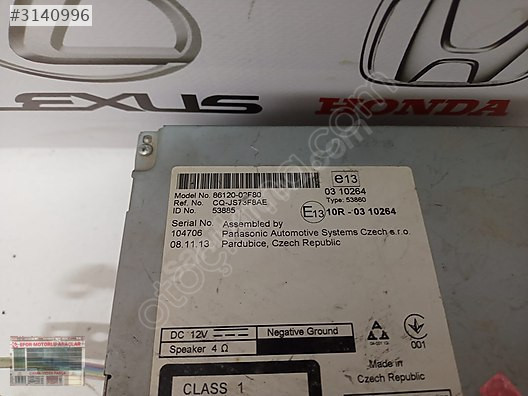 #3140996
LEXUS HONDA
e13
Model No. 86120-02F80
03 10264
Ref. No. CQ-JS73F8AE
Type: 53860
ID No. 53885
E13 10R - 03 10264
Serial No. Assembled by
104706 Panasonic Automotive Systems Czech s.r.o.
08.11.13 Pardubice, Czech Republic
DC 12V Negative Ground
Speaker 4 Ω
001
Made in
Czech Republic
CLASS 1